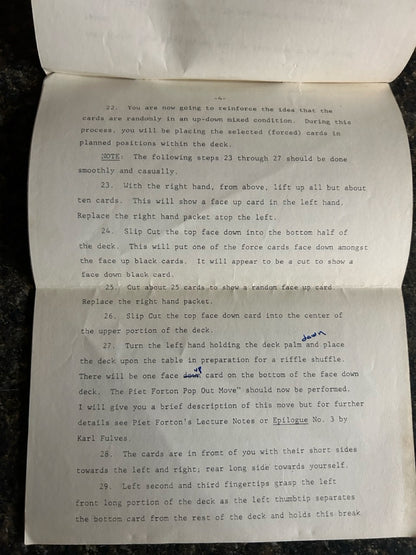 -4-
22. You are now going to reinforce the idea that the
cards are randomly in an up-down mixed condition. During this
process, you will be placing the selected (forced) cards in
planned positions within the deck.
NOTE: The following steps 23 through 27 should be done
smoothly and casually.
23. With the right hand, from above, lift up all but about
ten cards. This will show a face up card in the left hand.
Replace the right hand packet atop the left.
24. Slip Cut the top face down into the bottom half of
the deck. This will put one of the force cards face down amongst
the face up black cards. It will appear to be a cut to show a
face down black card.
25. Cut about 25 cards to show a random face up card.
Replace the right hand packet.
26. Slip Cut the top face down card into the center of
the upper portion of the deck.
down
27. Turn the left hand holding the deck palm and place
the deck upon the table in preparation for a riffle shuffle.
up
There will be one face down card on the bottom of the face down
deck. The Piet Forton Pop Out Move" should now be performed.
I will give you a brief description of this move but for further
details see Piet Forton's Lecture Notes or Epilogue No. 3 by
Karl Fulves.
28. The cards are in front of you with their short sides
towards the left and right; rear long side towards yourself.
29. Left second and third fingertips grasp the left
front long portion of the deck as the left thumbtip separates
the bottom card from the rest of the deck and holds this break.